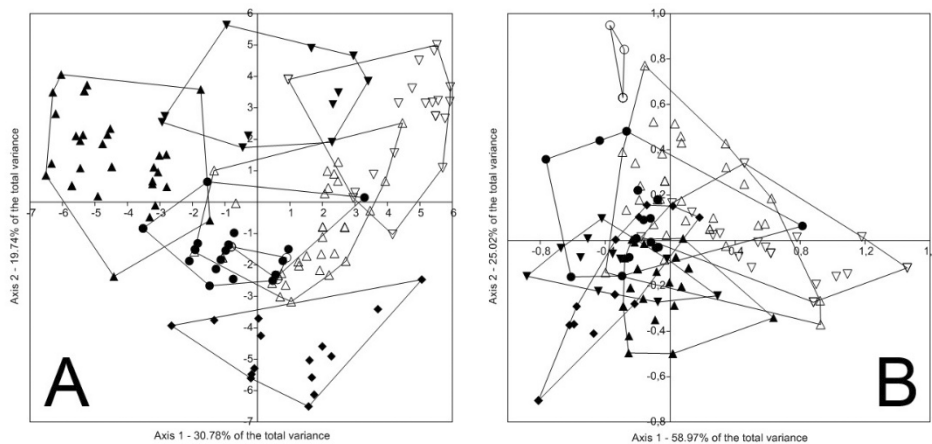 6
5
4
3
2
1
-7 -6 -5 -4 -3 -2 -1 1 2 3 4 5 6
-1
-2
-3
-4
-5
-6
-7
Axis 2 - 19.74% of the total variance
Axis 1 - 30.78% of the total variance
A
1,0
0,8
0,6
0,4
0,2
-0,8 0,4 0,8 1,2 1,6
-0,4
-0,6
-0,8
Axis 2 - 25.02% of the total variance
Axis 1 - 58.97% of the total variance
B